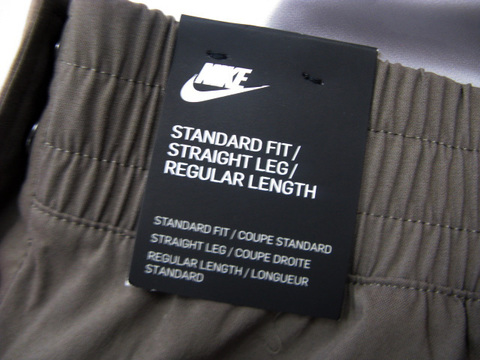 NIKE
STANDARD FIT/
STRAIGHT LEG/
REGULAR LENGTH
STANDARD FIT / COUPE STANDARD
STRAIGHT LEG / COUPE DROITE
REGULAR LENGTH / LONGUEUR
STANDARD